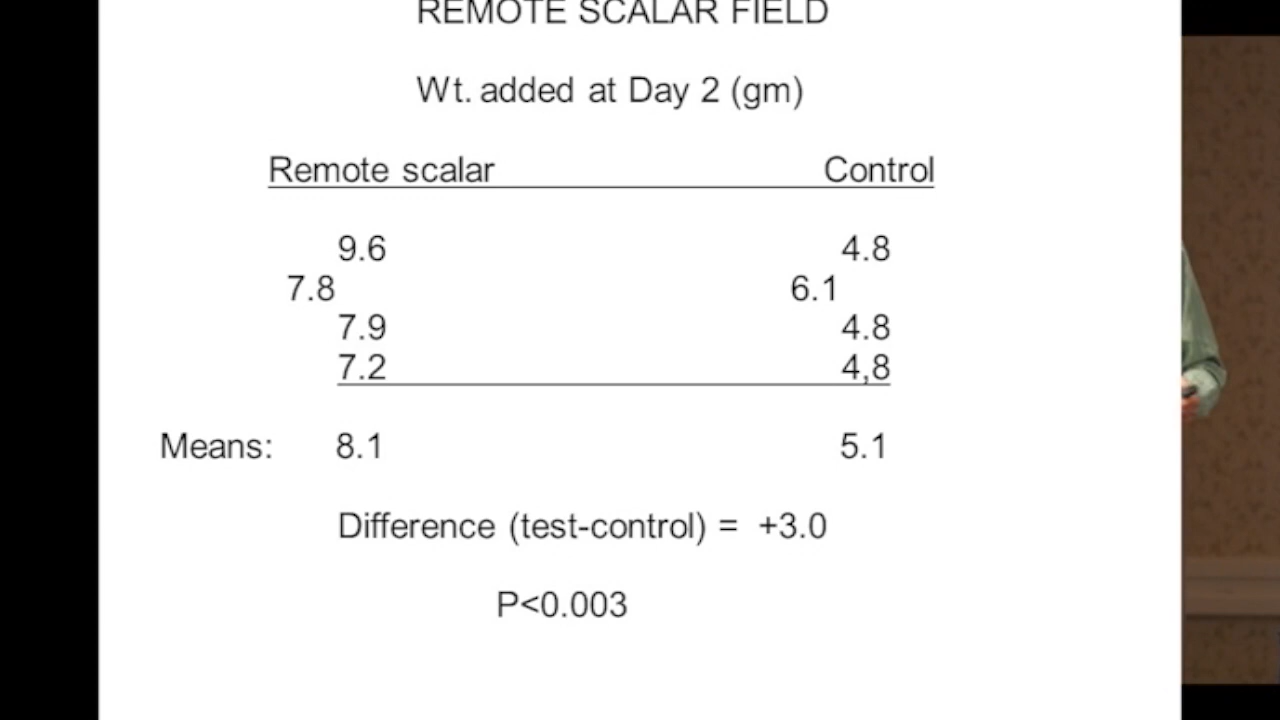 REMOTE SCALAR FIELD
Wt. added at Day 2 (gm)
Remote scalar Control
9.6 4.8
7.8 6.1
7.9 4.8
7.2 4,8
Means: 8.1 5.1
Difference (test-control) = +3.0
P<0.003